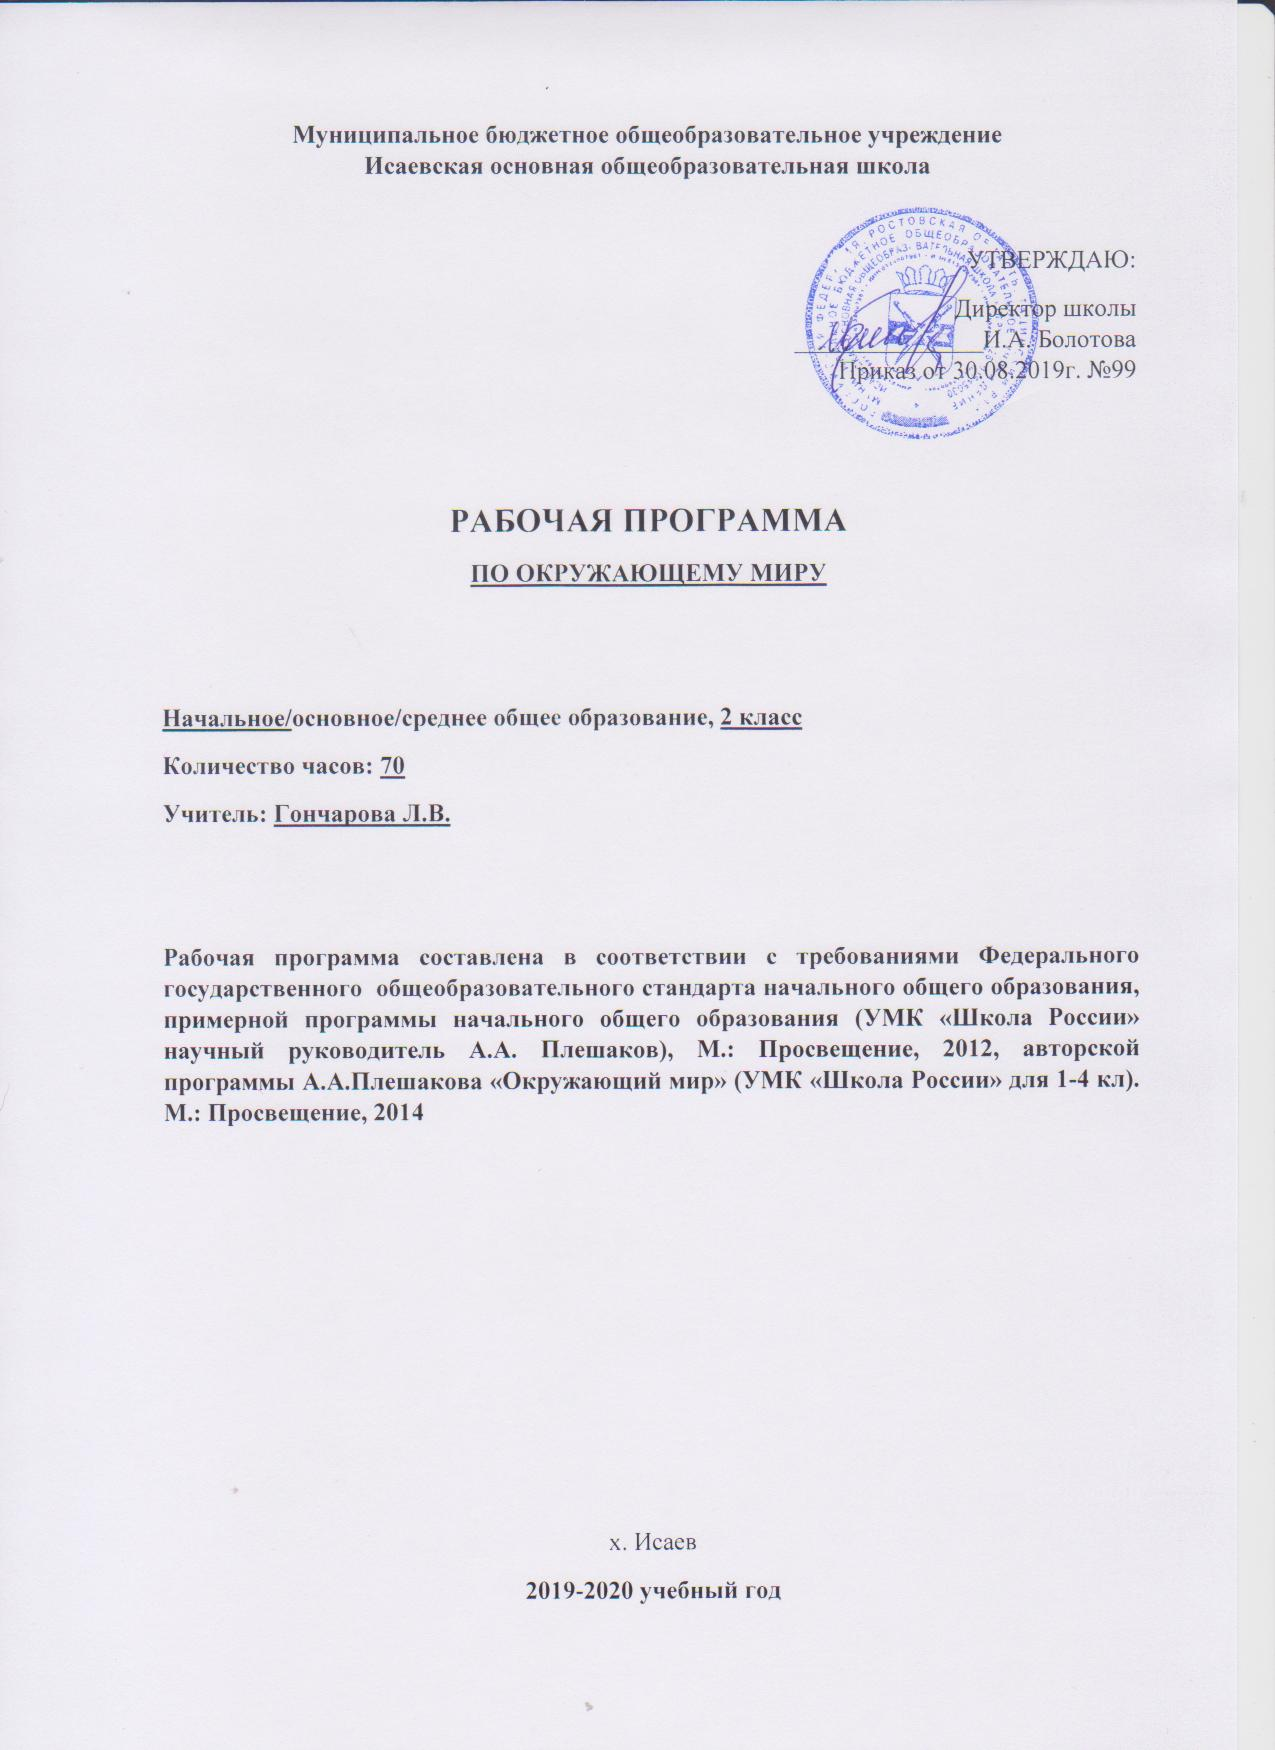 Муниципальное бюджетное общеобразовательное учреждение
Исаевская основная общеобразовательная школа
УТВЕРЖДАЮ:
Директор школы
И.А. Болотова
Приказ от 30.08.2019г. №99
РАБОЧАЯ ПРОГРАММА
ПО ОКРУЖАЮЩЕМУ МИРУ
Начальное/основное/среднее общее образование, 2 класс
Количество часов: 70
Учитель: Гончарова Л.В.
Рабочая программа составлена в соответствии с требованиями Федерального
государственного общеобразовательного стандарта начального общего образования,
примерной программы начального общего образования (УМК «Школа России»
научный руководитель А.А. Плешаков), М.: Просвещение, 2012, авторской
программы А.А.Плешакова «Окружающий мир» (УМК «Школа России» для 1-4 кл).
М.: Просвещение, 2014
х. Исаев
2019-2020 учебный год